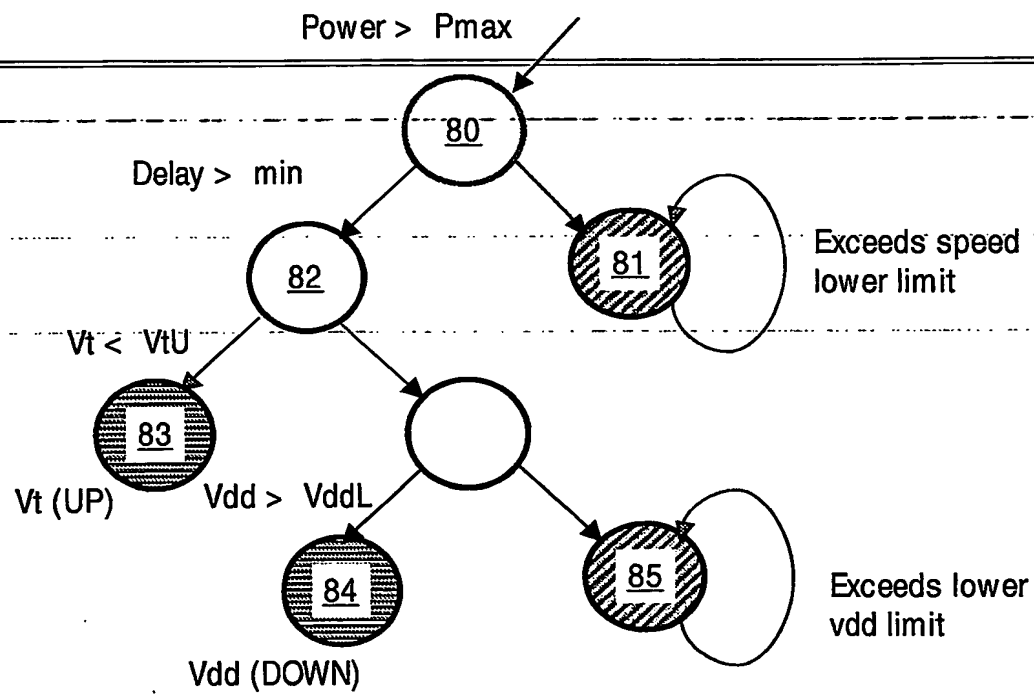 Power > Pmax
80
Delay > min
82
81
Exceeds speed
lower limit
Vt < VtU
83
Vt (UP)
Vdd > VddL
84
85
Exceeds lower
vdd limit
Vdd (DOWN)